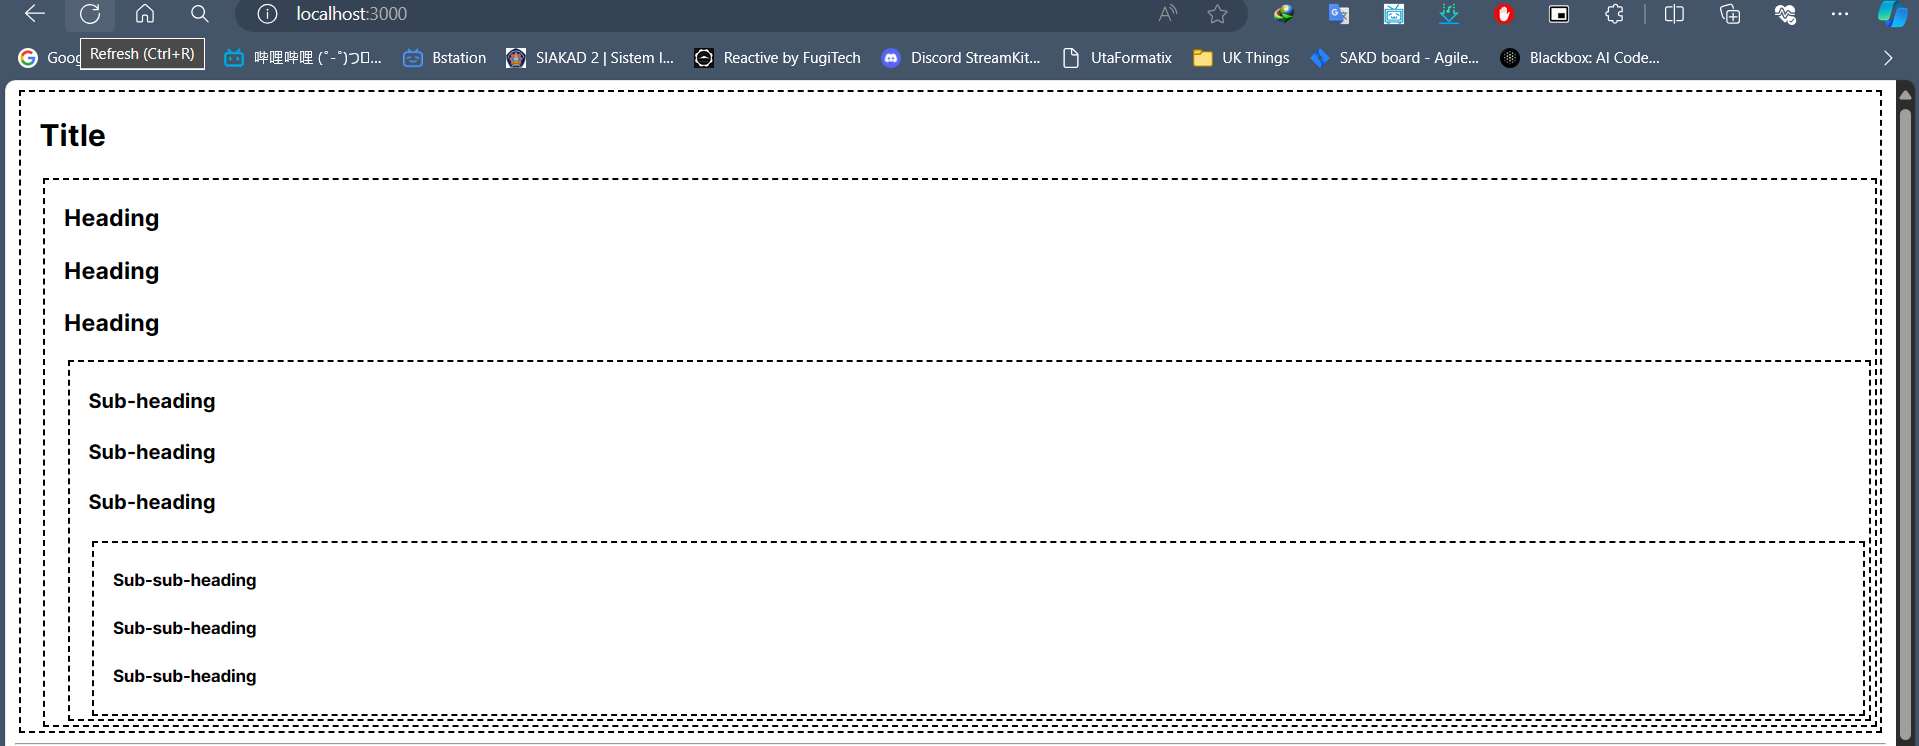 localhost:3000
Goog
Refresh (Ctrl+R)
哔哩哔哩 (゜-゜)つ...
Bstation
SIAKAD 2 | Sistem I...
Reactive by FugiTech
Discord StreamKit...
UtaFormatix
UK Things
SAKD board - Agile...
Blackbox: AI Code...
Title
Heading
Heading
Heading
Sub-heading
Sub-heading
Sub-heading
Sub-sub-heading
Sub-sub-heading
Sub-sub-heading